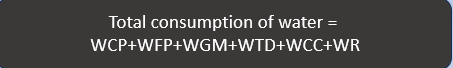 Total consumption of water =
WCP+WFP+WGM+WTD+WCC+WR